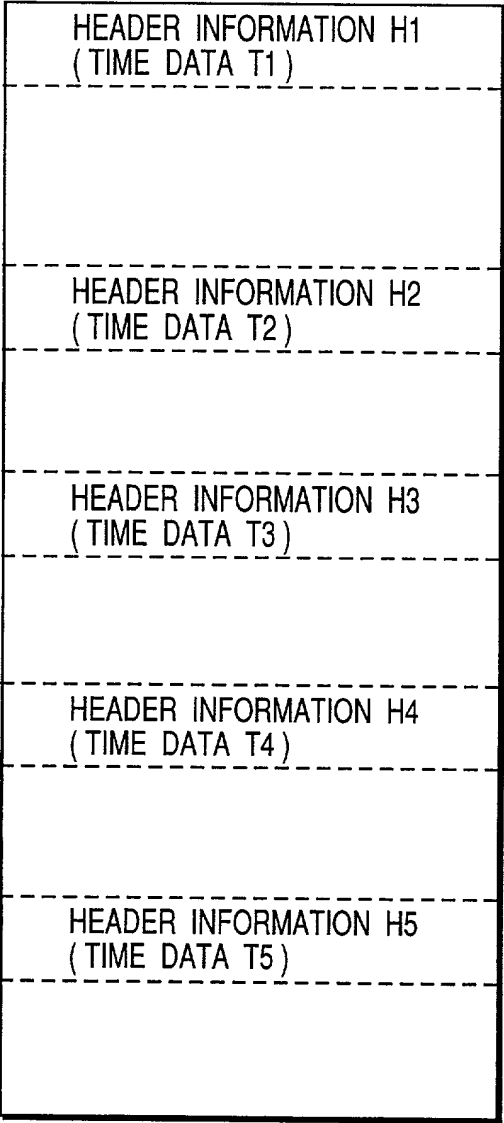 HEADER INFORMATION H1
( TIME DATA T1 )
HEADER INFORMATION H2
( TIME DATA T2 )
HEADER INFORMATION H3
( TIME DATA T3 )
HEADER INFORMATION H4
( TIME DATA T4 )
HEADER INFORMATION H5
( TIME DATA T5 )